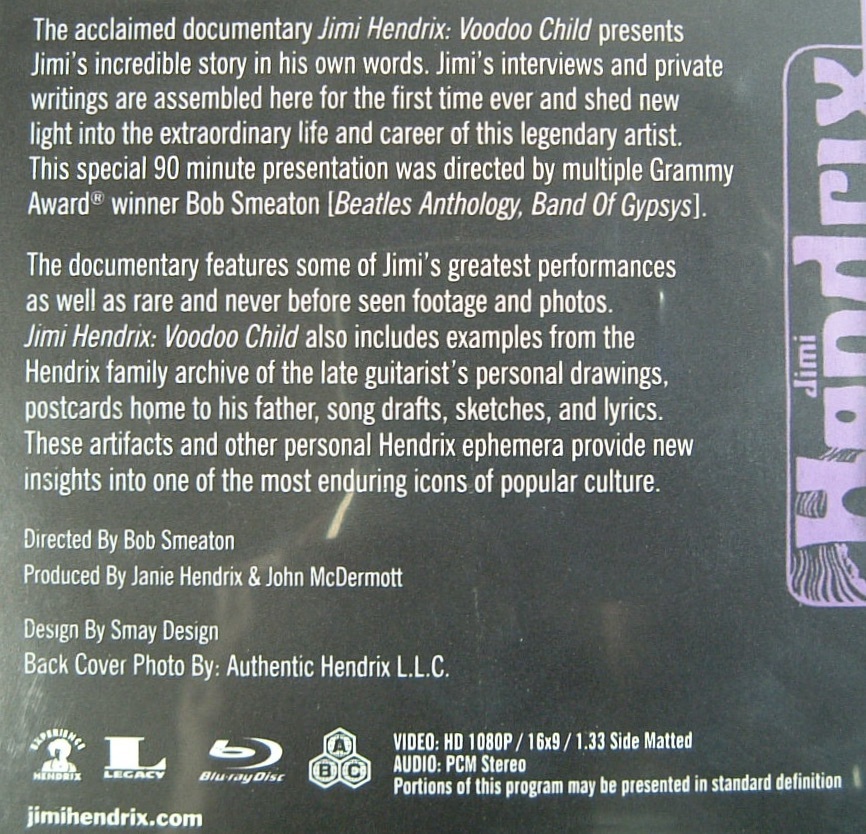 The acclaimed documentary Jimi Hendrix: Voodoo Child presents
Jimi's incredible story in his own words. Jimi's interviews and private
writings are assembled here for the first time ever and shed new
light into the extraordinary life and career of this legendary artist.
This special 90 minute presentation was directed by multiple Grammy
Award® winner Bob Smeaton [Beatles Anthology, Band Of Gypsys].
The documentary features some of Jimi's greatest performances
as well as rare and never before seen footage and photos.
Jimi Hendrix: Voodoo Child also includes examples from the
Hendrix family archive of the late guitarist's personal drawings,
postcards home to his father, song drafts, sketches, and lyrics.
These artifacts and other personal Hendrix ephemera provide new
insights into one of the most enduring icons of popular culture.
Directed By Bob Smeaton
Produced By Janie Hendrix & John McDermott
Design By Smay Design
Back Cover Photo By: Authentic Hendrix L.L.C.
EXPERIENCE
HENDRIX
L
LEGACY
Blu-ray Disc
A
B C
VIDEO: HD 1080P / 16x9 / 1.33 Side Matted
AUDIO: PCM Stereo
Portions of this program may be presented in standard definition
jimihendrix.com
Jimi
Hendrix